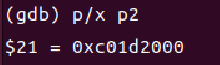 (gdb) p/x p2
$21 = 0xc01d2000